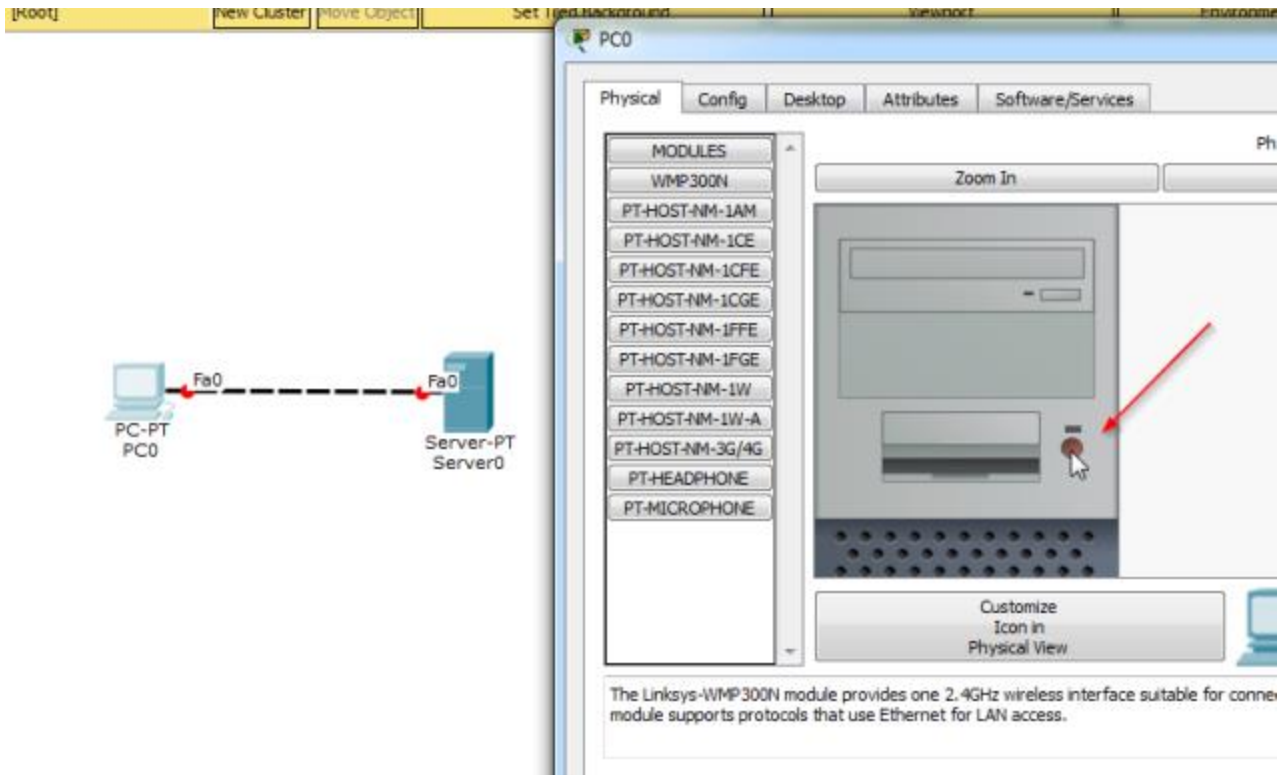 [Root]
New Cluster
Move Object
Set Tiled Background
Viewport
Environme
PC0
Physical
Config
Desktop
Attributes
Software/Services
MODULES
WMP300N
PT-HOST-NM-1AM
PT-HOST-NM-1CE
PT-HOST-NM-1CFE
PT-HOST-NM-1CGE
PT-HOST-NM-1FFE
PT-HOST-NM-1FGE
PT-HOST-NM-1W
PT-HOST-NM-1W-A
PT-HOST-NM-3G/4G
PT-HEADPHONE
PT-MICROPHONE
Ph
Zoom In
Fa0
Fa0
PC-PT
PC0
Server-PT
Server0
Customize
Icon in
Physical View
The Linksys-WMP300N module provides one 2.4GHz wireless interface suitable for conne
module supports protocols that use Ethernet for LAN access.